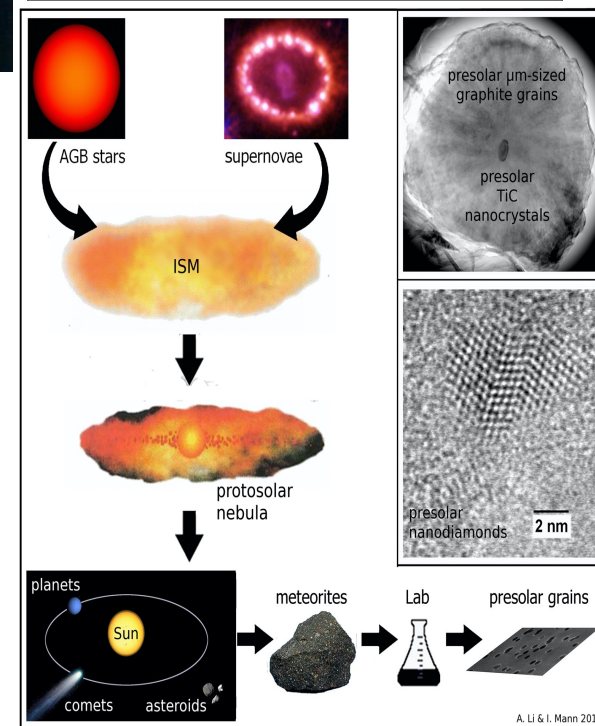 AGB stars
supernovae
ISM
protosolar
nebula
planets
Sun
comets
asteroids
meteorites
Lab
presolar grains
presolar µm-sized
graphite grains
presolar
TiC
nanocrystals
presolar
nanodiamonds
2 nm
A. Li & I. Mann